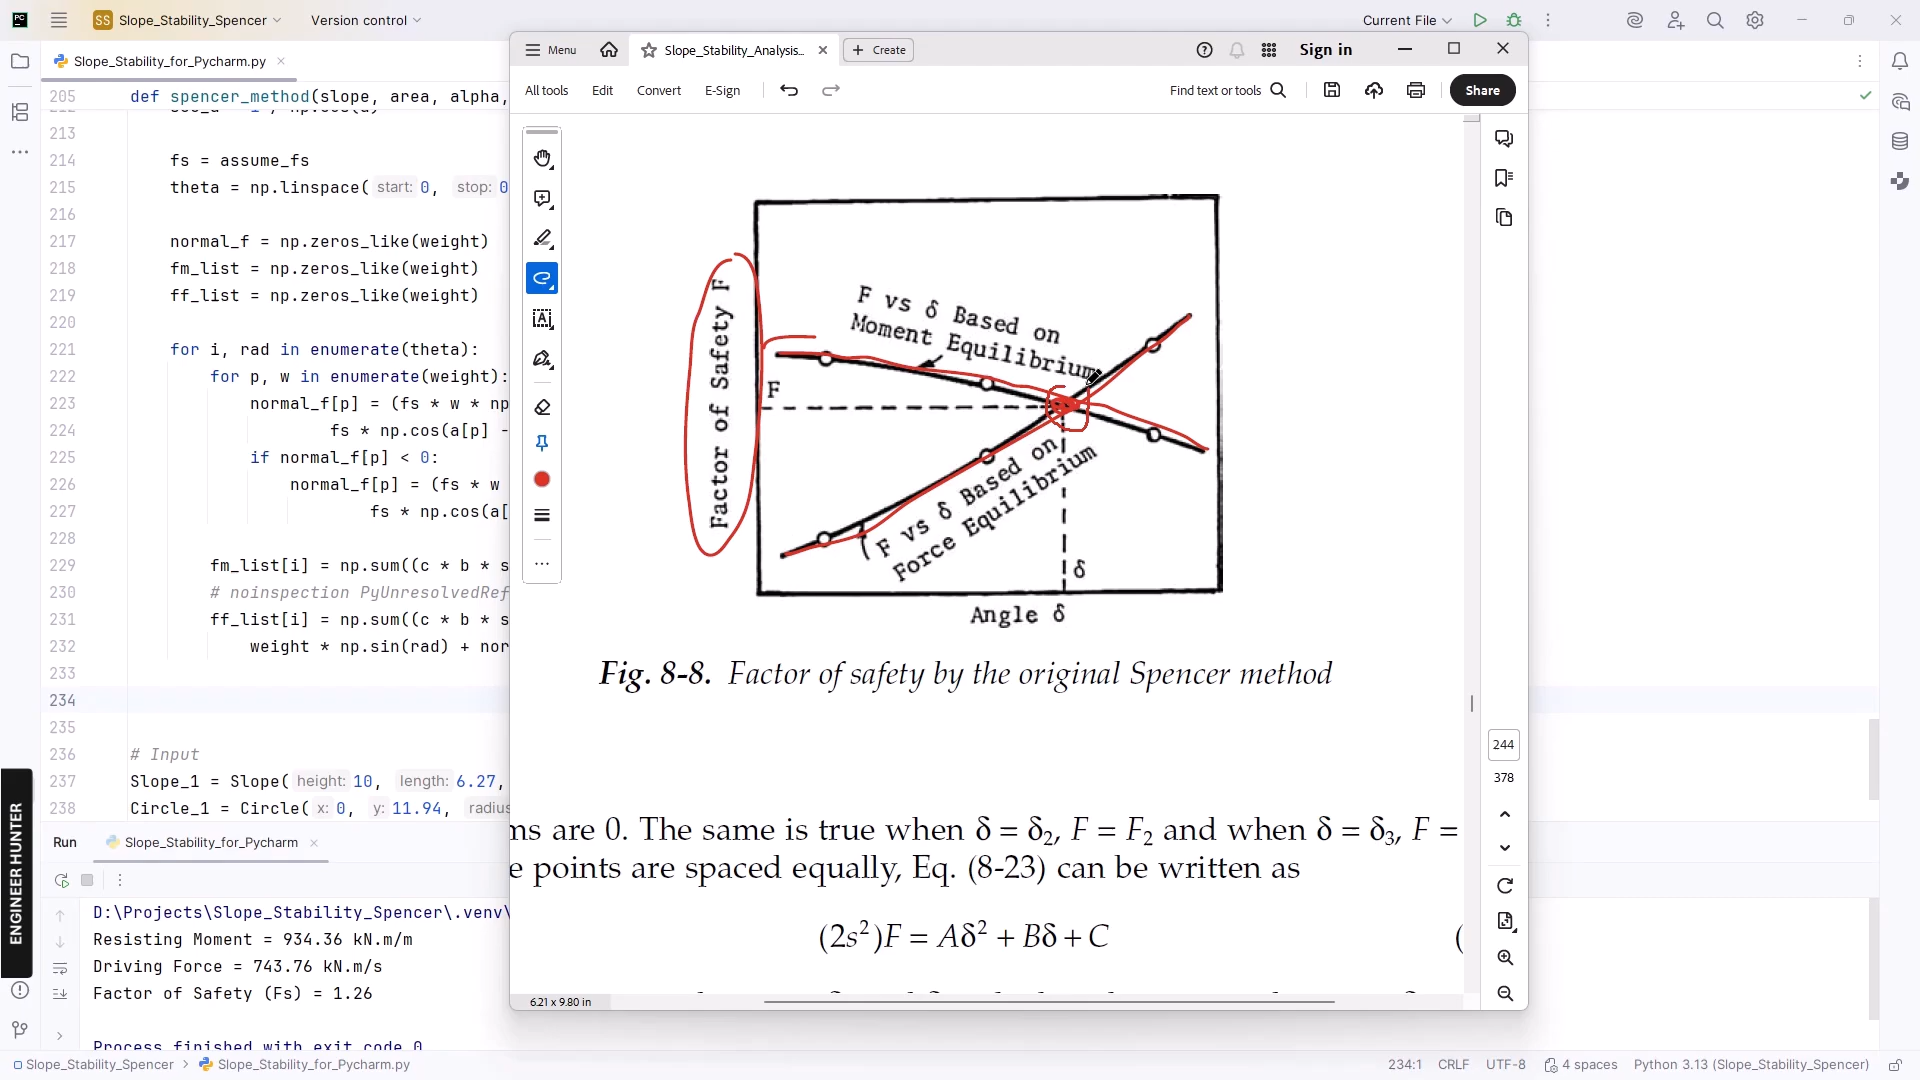 PC
SS Slope_Stability_Spencer
Version control
Current File
Slope_Stability_for_Pycharm.py
205 def spencer_method(slope, area, alpha,
213
214 fs = assume_fs
215 theta = np.linspace( start: 0, stop: 0
216
217 normal_f = np.zeros_like(weight)
218 fm_list = np.zeros_like(weight)
219 ff_list = np.zeros_like(weight)
220
221 for i, rad in enumerate(theta):
222 for p, w in enumerate(weight):
223 normal_f[p] = (fs * w * np
224 fs * np.cos(a[p] -
225 if normal_f[p] < 0:
226 normal_f[p] = (fs * w
227 fs * np.cos(a[
228
229 fm_list[i] = np.sum((c * b * s
230 # noinspection PyUnresolvedRef
231 ff_list[i] = np.sum((c * b * s
232 weight * np.sin(rad) + nor
233
234
235
236 # Input
237 Slope_1 = Slope( height: 10, length: 6.27,
238 Circle_1 = Circle( x: 0, y: 11.94, radius
Run Slope_Stability_for_Pycharm
D:\Projects\Slope_Stability_Spencer\.venv\
Resisting Moment = 934.36 kN.m/m
Driving Force = 743.76 kN.m/s
Factor of Safety (Fs) = 1.26
Process finished with exit code 0
ENGINEER HUNTER
Menu
Slope_Stability_Analysis...
Create
Sign in
All tools Edit Convert E-Sign
Find text or tools
Share
Factor of Safety F
F vs δ Based on
Moment Equilibrium
F
F vs δ Based on
Force Equilibrium
δ
Angle δ
Fig. 8-8. Factor of safety by the original Spencer method
ms are 0. The same is true when δ = δ₂, F = F₂ and when δ = δ₃, F =
e points are spaced equally, Eq. (8-23) can be written as
(2s²)F = Aδ² + Bδ + C (
6.21 x 9.80 in
244
378
Slope_Stability_Spencer > Slope_Stability_for_Pycharm.py
234:1 CRLF UTF-8 4 spaces Python 3.13 (Slope_Stability_Spencer)